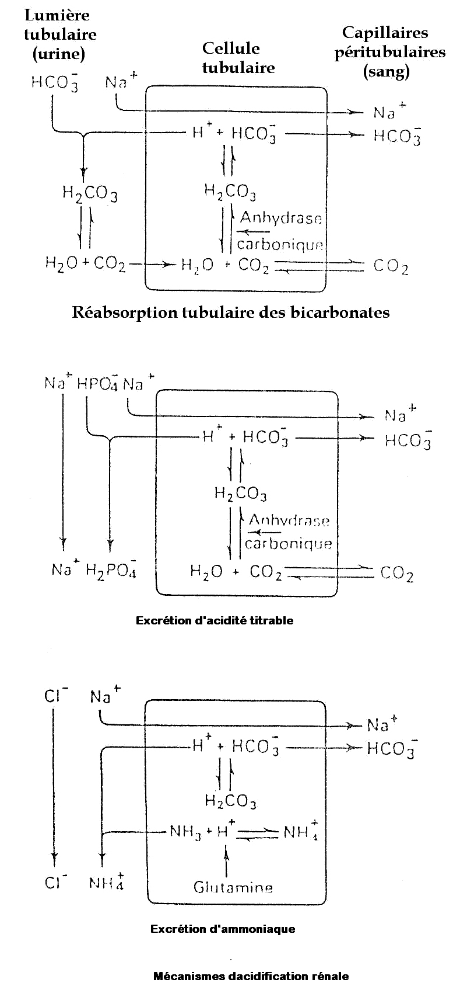 Lumière
tubulaire
(urine)
Cellule
tubulaire
Capillaires
péritubulaires
(sang)
HCO₃⁻ Na⁺
Na⁺
H⁺ + HCO₃⁻
HCO₃⁻
H₂CO₃
H₂CO₃
Anhydrase
carbonique
H₂O + CO₂
H₂O + CO₂
CO₂
Réabsorption tubulaire des bicarbonates
Na⁺ HPO₄⁻ Na⁺
Na⁺
H⁺ + HCO₃⁻
HCO₃⁻
H₂CO₃
Anhydrase
carbonique
Na⁺ H₂PO₄⁻
H₂O + CO₂
CO₂
Excrétion d'acidité titrable
Cl⁻ Na⁺
Na⁺
H⁺ + HCO₃⁻
HCO₃⁻
H₂CO₃
NH₃ + H⁺
NH₄⁺
Cl⁻ NH₄⁺
Glutamine
Excrétion d'ammoniaque
Mécanismes dacidification rénale